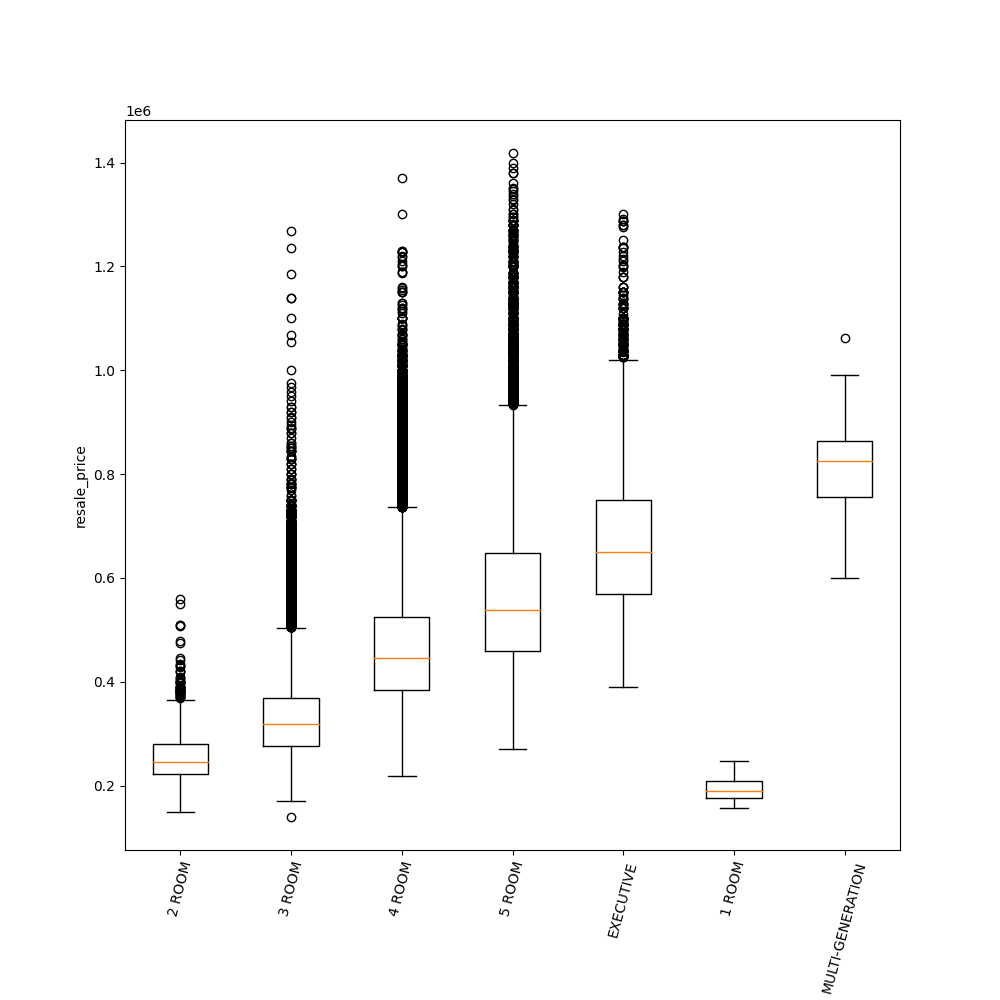 1e6
1.4
1.2
1.0
0.8
0.6
0.4
0.2
resale_price
2 ROOM
3 ROOM
4 ROOM
5 ROOM
EXECUTIVE
1 ROOM
MULTI-GENERATION